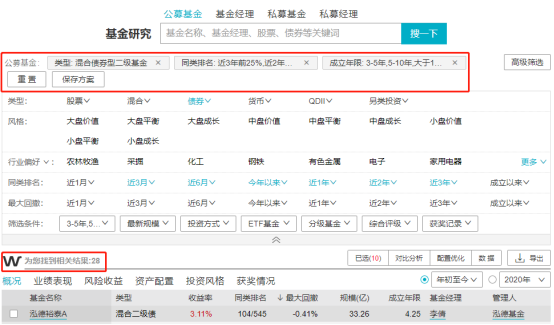 公募基金 基金经理 私募基金 私募经理
基金研究 基金名称、基金经理、股票、债券等关键词 搜一下
公募基金: 类型: 混合债券型二级基金 × 同类排名: 近3年前25%,近2年... × 成立年限: 3-5年,5-10年,大于1... × 高级筛选
重 置 保存方案
类型: 股票 混合 债券 货币 QDII 另类投资
风格: 大盘价值 大盘平衡 大盘成长 中盘价值 中盘平衡 中盘成长 小盘价值
小盘平衡 小盘成长
行业偏好: 农林牧渔 采掘 化工 钢铁 有色金属 电子 家用电器 更多
同类排名: 近1月 近3月 近6月 今年以来 近1年 近2年 近3年 成立以来
最大回撤: 近1月 近3月 近6月 今年以来 近1年 近2年 近3年 成立以来
筛选条件: 3-5年,5... 最新规模 投资方式 ETF基金 分级基金 综合评级 获奖记录
W 为您找到相关结果:28 已选(10) 对比分析 配置优化 数 据 导出
概况 业绩表现 风险收益 资产配置 投资风格 获奖情况 年初至今 2020年
基金名称 类型 收益率 同类排名 ↓最大回撤 规模(亿) 成立年限 基金经理 管理人
泓德裕泰A 混合二级债 3.11% 104/545 -0.41% 33.26 4.25 李倩 泓德基金